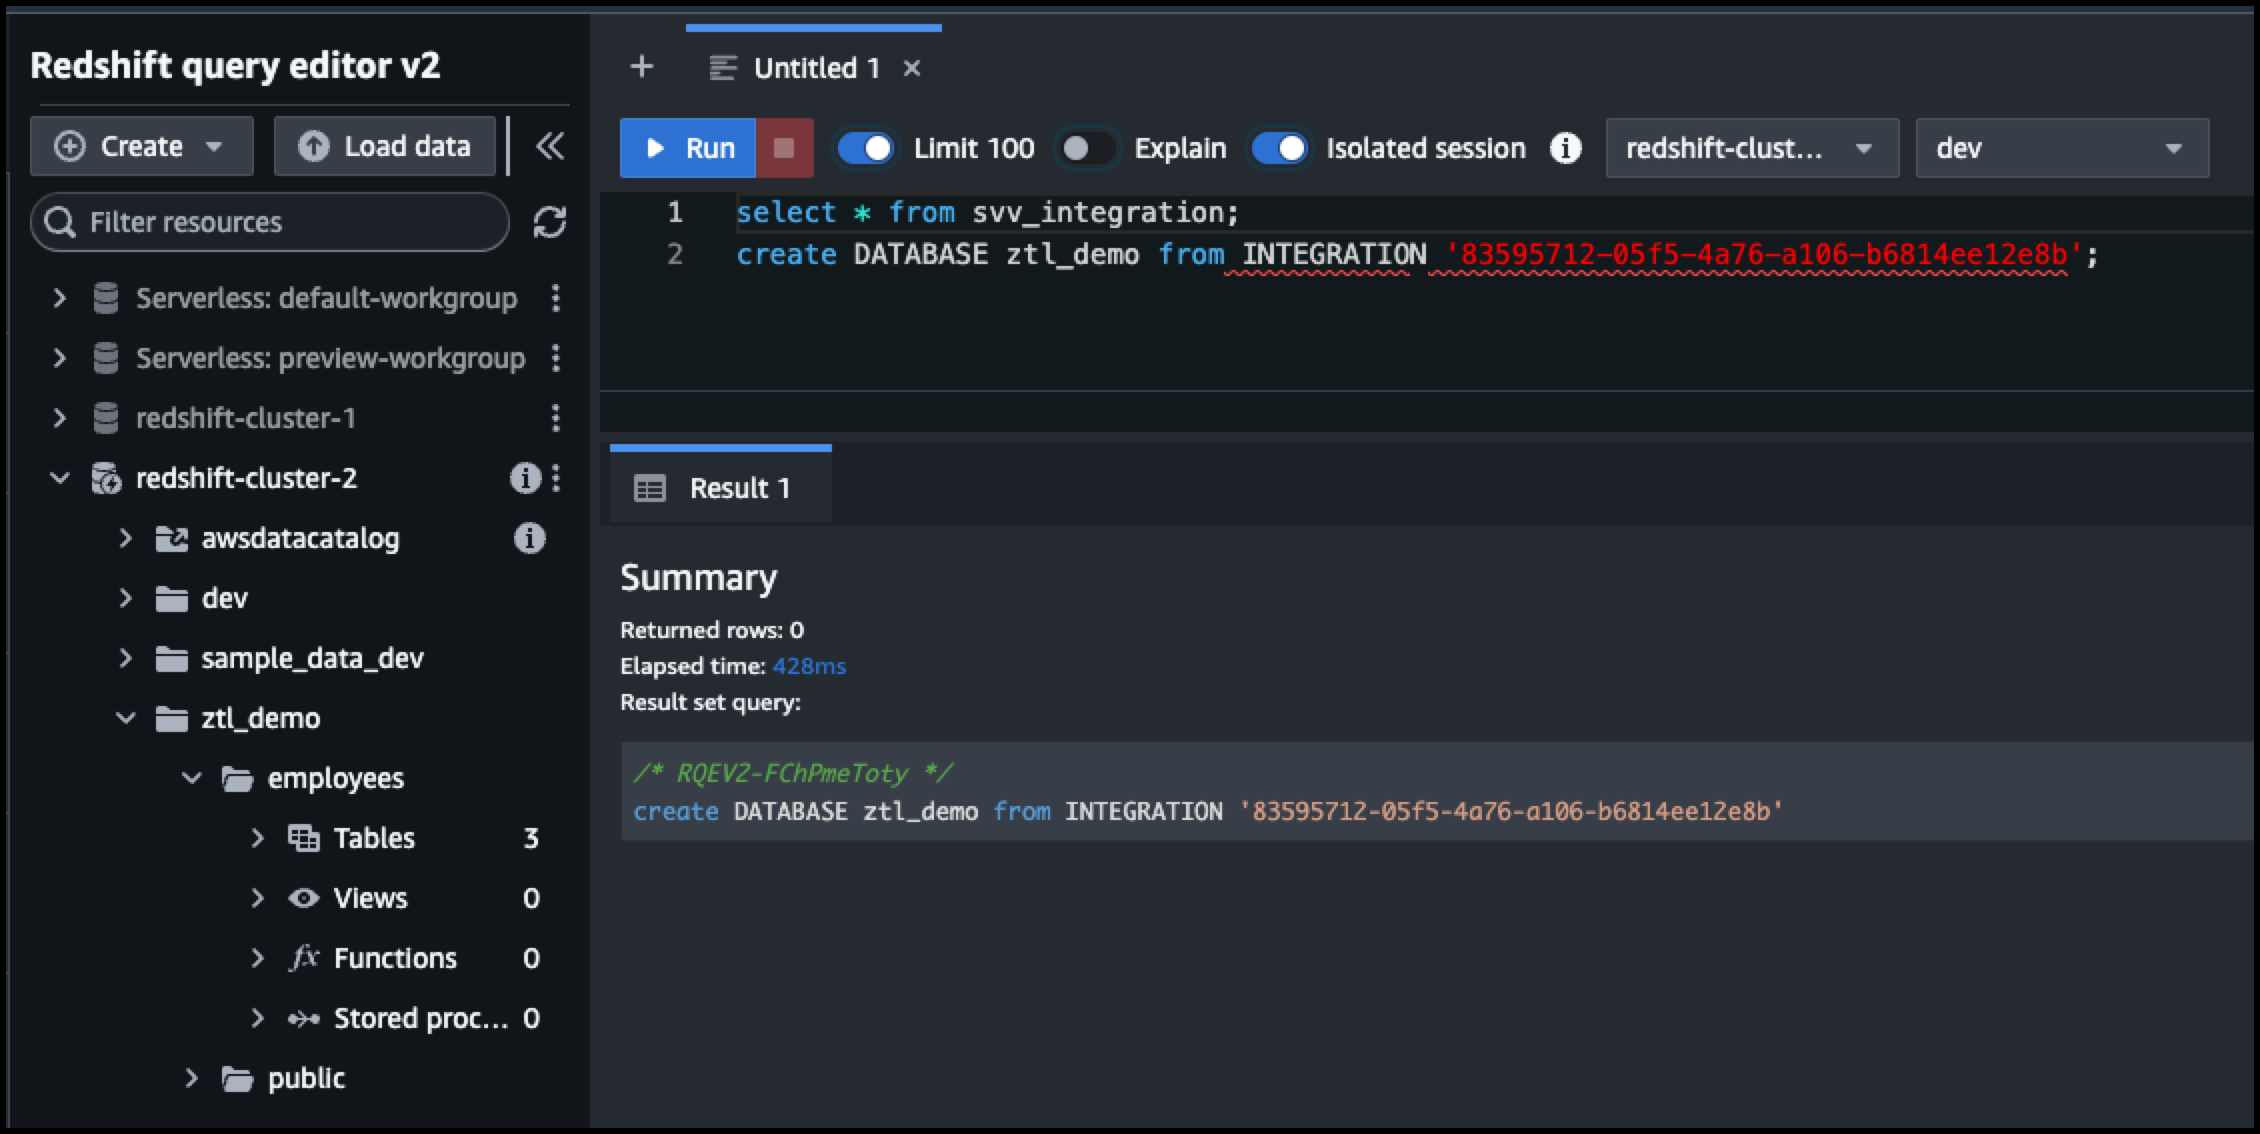 Redshift query editor v2
Create
Load data
Filter resources
Serverless: default-workgroup
Serverless: preview-workgroup
redshift-cluster-1
redshift-cluster-2
awsdatacatalog
dev
sample_data_dev
ztl_demo
employees
Tables 3
Views 0
fx Functions 0
Stored proc... 0
public
+ Untitled 1 ×
Run Limit 100 Explain Isolated session i redshift-clust... dev
1 select * from svv_integration;
2 create DATABASE ztl_demo from INTEGRATION '83595712-05f5-4a76-a106-b6814ee12e8b';
Result 1
Summary
Returned rows: 0
Elapsed time: 428ms
Result set query:
/* RQEV2-FChPmeToty */
create DATABASE ztl_demo from INTEGRATION '83595712-05f5-4a76-a106-b6814ee12e8b'